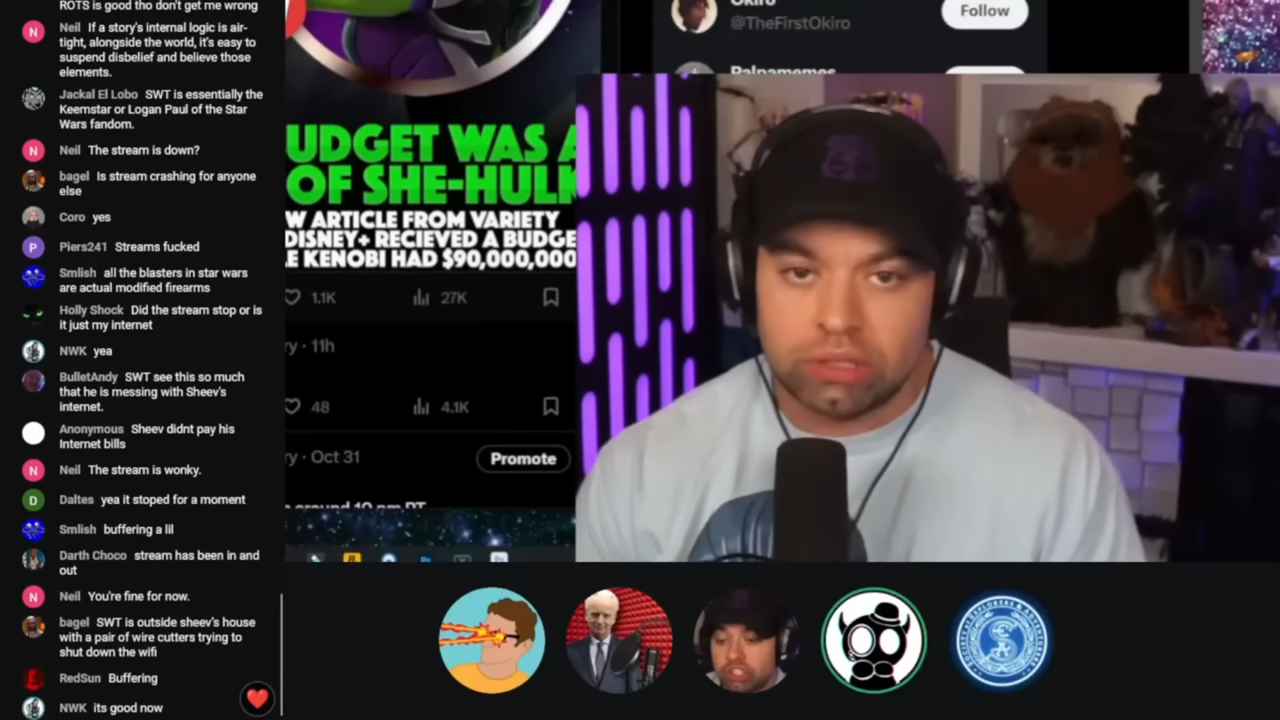 ROTS is good tho don't get me wrong
N Neil If a story's internal logic is air-
tight, alongside the world, it's easy to
suspend disbelief and believe those
elements.
Jackal El Lobo SWT is essentially the
Keemstar or Logan Paul of the Star
Wars fandom.
N Neil The stream is down?
bagel Is stream crashing for anyone
else
Coro yes
P Piers241 Streams fucked
Smlish all the blasters in star wars
are actual modified firearms
Holly Shock Did the stream stop or is
it just my internet
NWK yea
BulletAndy SWT see this so much
that he is messing with Sheev's
internet.
Anonymous Sheev didnt pay his
Internet bills
N Neil The stream is wonky.
D Daltes yea it stoped for a moment
Smlish buffering a lil
Darth Choco stream has been in and
out
N Neil You're fine for now.
bagel SWT is outside sheev's house
with a pair of wire cutters trying to
shut down the wifi
RedSun Buffering
NWK its good now
UDGET WAS A
OF SHE-HULK
W ARTICLE FROM VARIETY
DISNEY+ RECIEVED A BUDGE
E KENOBI HAD $90,000,000
1.1K 27K
ry · 11h
48 4.1K
ry · Oct 31
Promote
around 10 pm PT
Okiro
@TheFirstOkiro
Follow
Palpamemes